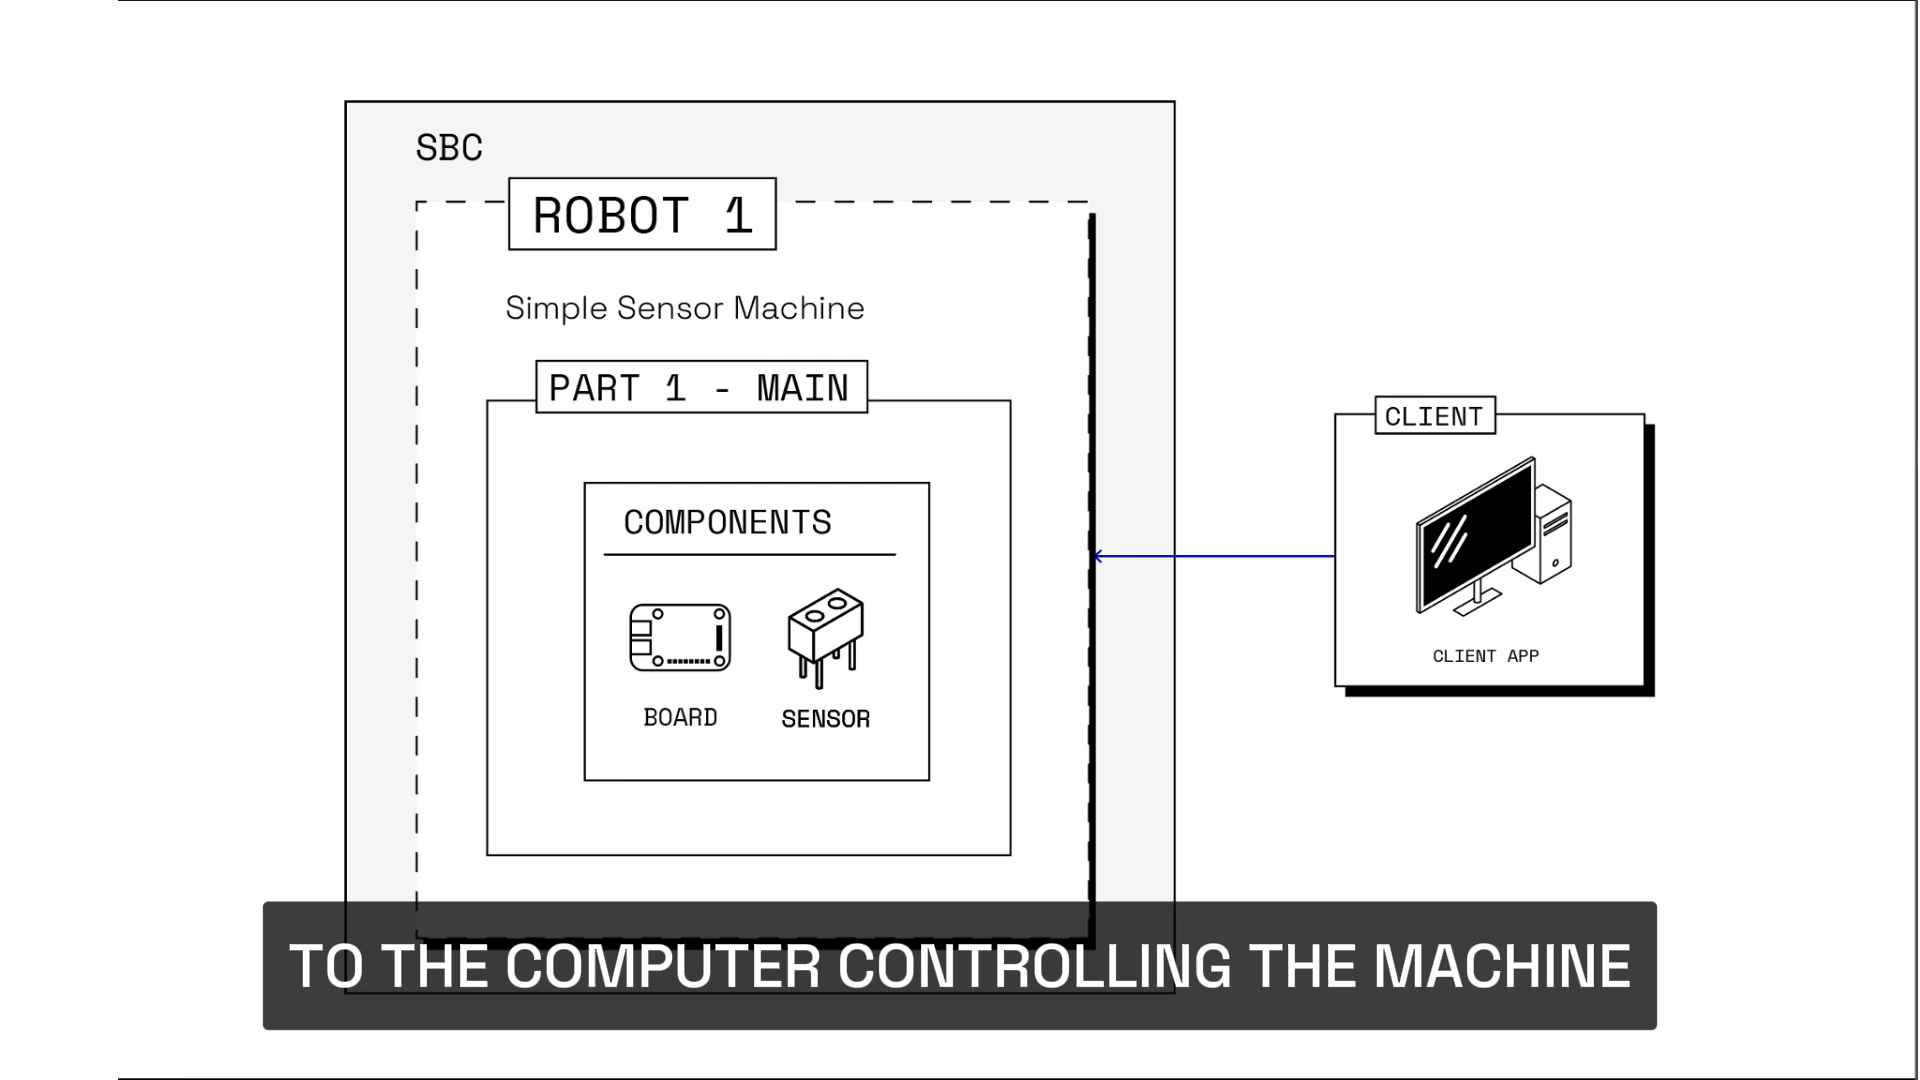 SBC
ROBOT 1
Simple Sensor Machine
PART 1 - MAIN
COMPONENTS
BOARD
SENSOR
CLIENT
CLIENT APP
TO THE COMPUTER CONTROLLING THE MACHINE